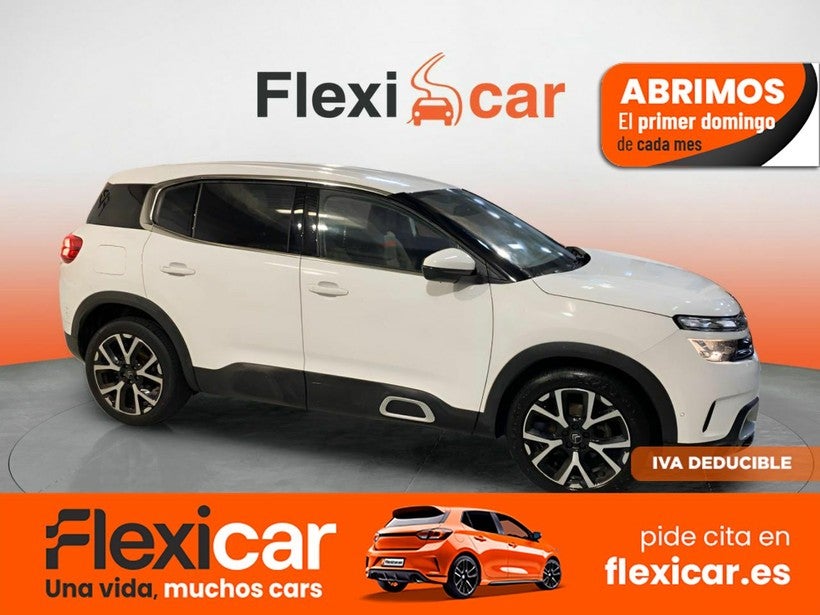 Flexicar
ABRIMOS
El primer domingo
de cada mes
IVA DEDUCIBLE
Flexicar
Una vida, muchos cars
pide cita en
flexicar.es